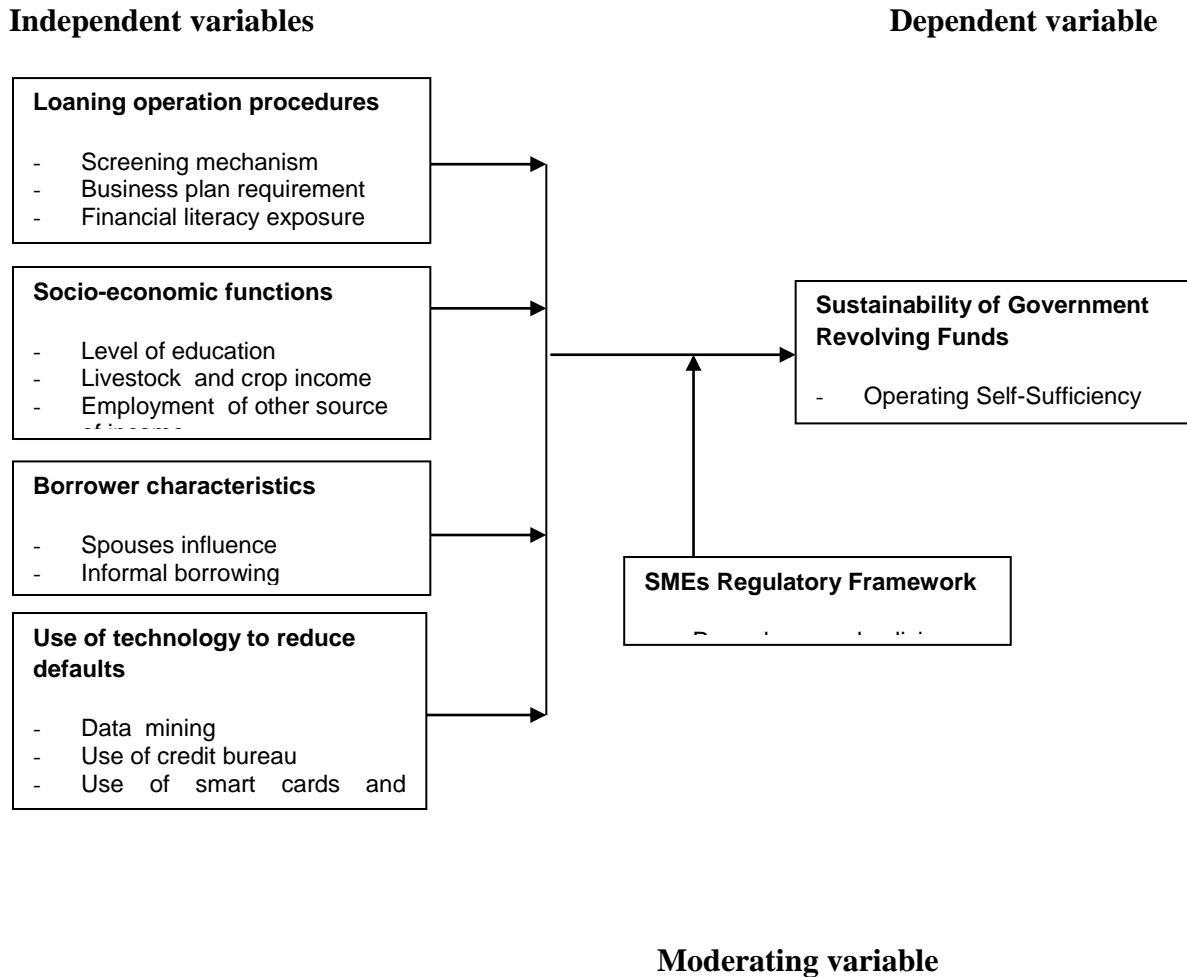 Independent variables
Dependent variable
Loaning operation procedures
- Screening mechanism
- Business plan requirement
- Financial literacy exposure
Socio-economic functions
- Level of education
- Livestock and crop income
- Employment of other source
of income
Borrower characteristics
- Spouses influence
- Informal borrowing
Use of technology to reduce
defaults
- Data mining
- Use of credit bureau
- Use of smart cards and
Sustainability of Government
Revolving Funds
- Operating Self-Sufficiency
SMEs Regulatory Framework
Moderating variable